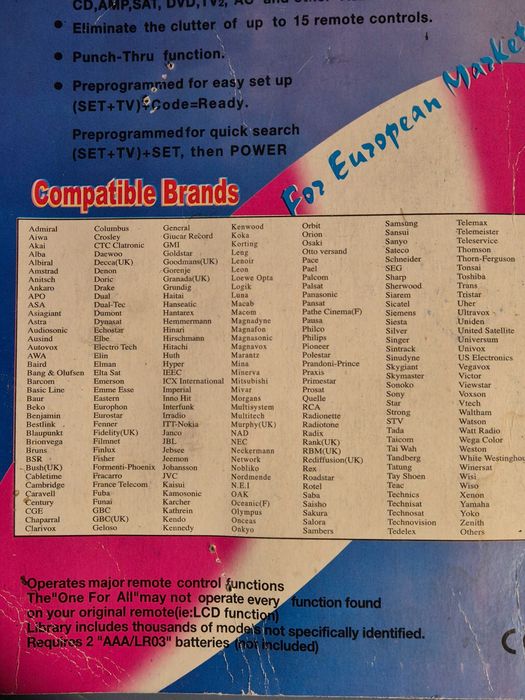 CD,AMP,SAT, DVD,TV2,
• Eliminate the clutter of up to 15 remote controls.
• Punch-Thru function.
• Preprogrammed for easy set up
(SET+TV)+Code=Ready.
Preprogrammed for quick search
(SET+TV)+SET, then POWER
For European Market
Compatible Brands
Admiral Columbus General Kenwood Orbit Samsung Telemax
Aiwa Crosley Giucar Record Koka Orion Sansui Telemeister
Akai CTC Clatronic GMI Korting Osaki Sanyo Teleservice
Alba Daewoo Goldstar Leng Otto versand Sateco Thomson
Albiral Decca(UK) Goodmans(UK) Lenoir Pace Schneider Thorn-Ferguson
Amstrad Denon Gorenje Leon Pael SEG Tonsai
Anitsch Doric Granada(UK) Loewe Opta Palcom Sharp Toshiba
Ankaro Drake Grundig Logik Palsat Sherwood Trans
APO Dual Haitai Luna Panasonic Siarem Tristar
ASA Dual-Tec Hanseatic Macab Pansat Sicatel Uher
Asiagiant Dumont Hantarex Macom Pathe Cinema(F) Siemens Ultravox
Astra Dynasat Hemmermann Magnadyne Pausa Siesta Uniden
Audiosonic Echostar Hinari Magnafon Philco Silver United Satellite
Ausind Elbe Hirschmann Magnasonic Philips Singer Universum
Autovox Electro Tech Hitachi Magnavox Pioneer Sintrack Univox
AWA Elin Huth Marantz Polestar Sinudyne US Electronics
Baird Elman Hyper Mina Prandoni-Prince Skygiant Vegavox
Bang & Olufsen Elta Sat IEEC Minerva Praxis Skymaster Victor
Barcom Emerson ICX International Mitsubishi Prinz Sonoko Viewstar
Basic Line Emme Esse Imperial Mivar Prosat Sony Voxson
Baur Eastern Inno Hit Morgans Quelle Star Vtech
Beko Europhon Interfunk Multisystem RCA Strong Waltham
Benjamin Eurostar Irradio Multitech Radionette STV Watson
Bestlink Fenner ITT-Nokia Murphy(UK) Radiotone Tada Watt Radio
Blaupunkt Fidelity(UK) Janco NAD Radix Taicom Wega Color
Brionvega Filmnet JBL NEC Rank(UK) Tai Wah Weston
Bruns Finlux Jebsee Neckermann RBM(UK) Tandberg White Westinghouse
BSR Fisher Jeemon Network Rediffusion(UK) Tatung Winersat
Bush(UK) Formenti-Phoenix Johansson Nobliko Rex Tay Shoen Wisi
Cabletime Fracarro JVC Nordmende Roadstar Teac Wiso
Cambridge France Telecom Kaisui N.E.I Rotel Technics Xenon
Caravell Fuba Kamosonic OAK Saba Technisat Yamaha
Century Funai Karcher Oceanic(F) Saisho Technosat Yoko
CGE GBC Kathrein Olympus Sakura Technovision Zenith
Chaparral GBC(UK) Kendo Onceas Salora Tedelex Others
Clarivox Geloso Kennedy Onkyo Sambers
Operates major remote control functions
The"One For All"may not operate every function found
on your original remote(ie:LCD function)
Library includes thousands of models not specifically identified.
Requires 2 "AAA/LR03" batteries (not included)